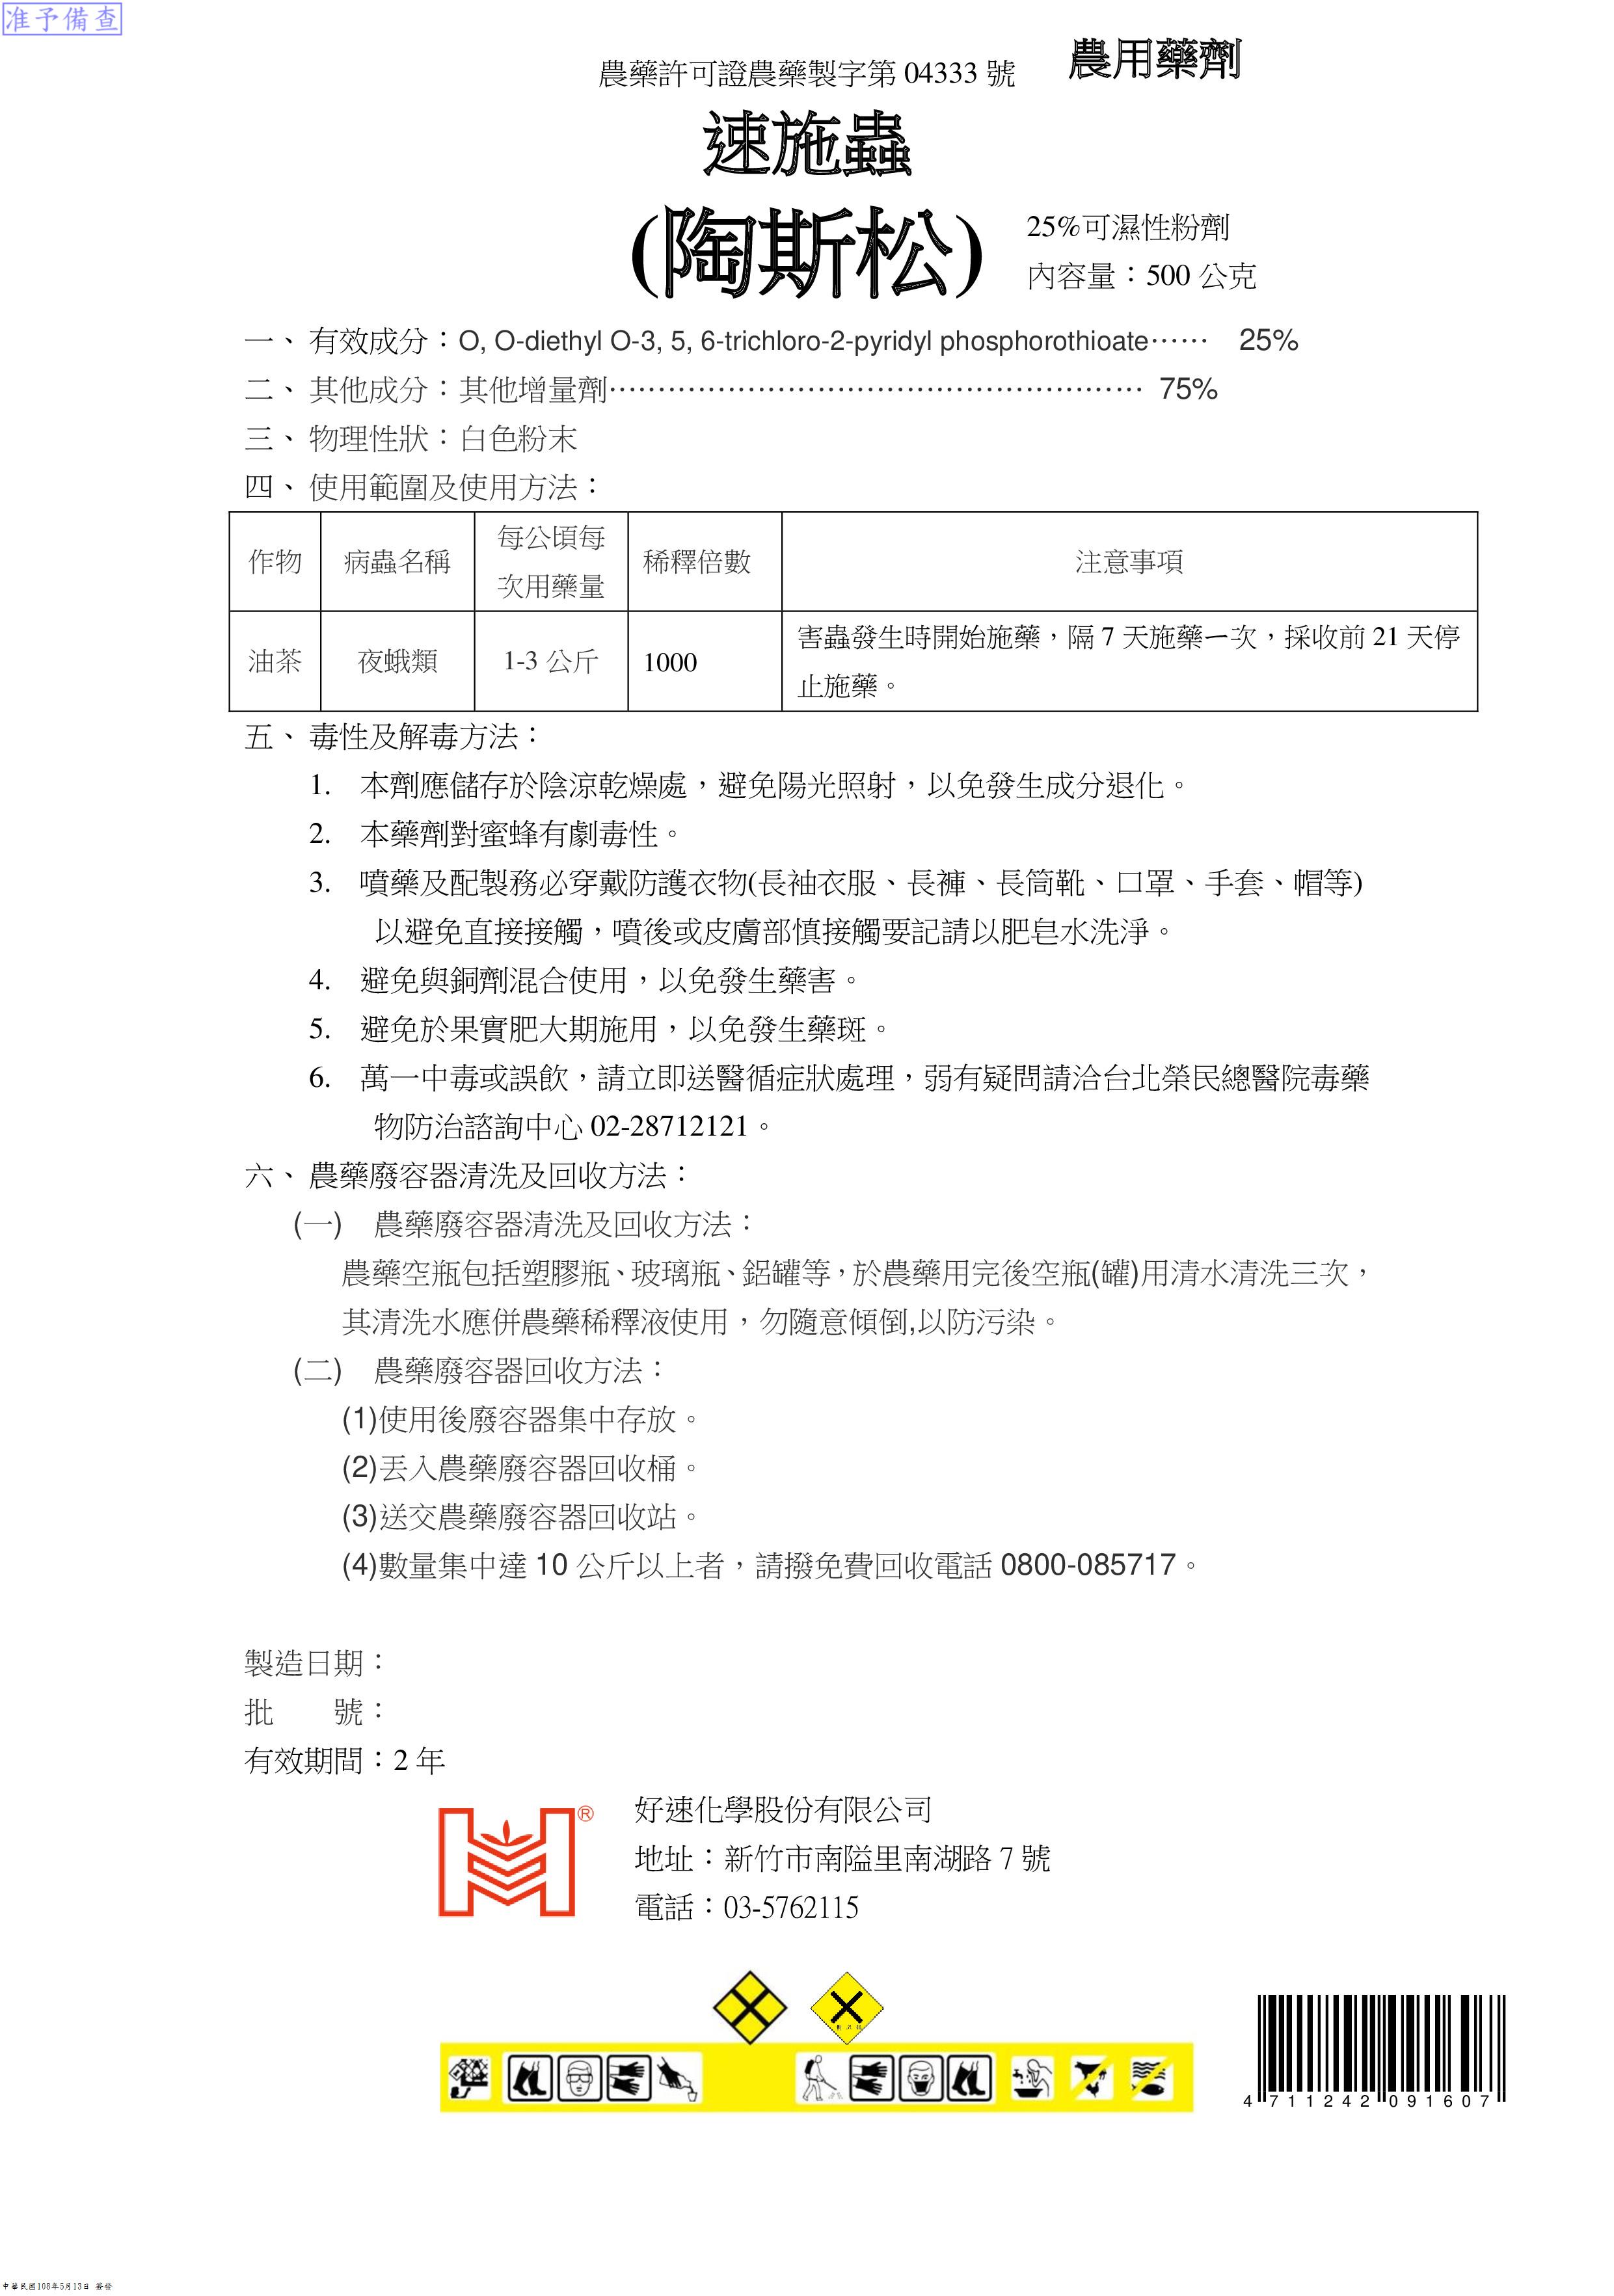 准予備查
農藥許可證農藥製字第 04333 號
農用藥劑
速施蟲
(陶斯松)
25%可濕性粉劑
內容量：500 公克
一、 有效成分：O, O-diethyl O-3, 5, 6-trichloro-2-pyridyl phosphorothioate…… 25%
二、 其他成分：其他增量劑……………………………………………… 75%
三、 物理性狀：白色粉末
四、 使用範圍及使用方法：
作物 病蟲名稱 每公頃每次用藥量 稀釋倍數 注意事項
油茶 夜蛾類 1-3 公斤 1000 害蟲發生時開始施藥，隔 7 天施藥一次，採收前 21 天停止施藥。
五、 毒性及解毒方法：
1. 本劑應儲存於陰涼乾燥處，避免陽光照射，以免發生成分退化。
2. 本藥劑對蜜蜂有劇毒性。
3. 噴藥及配製務必穿戴防護衣物(長袖衣服、長褲、長筒靴、口罩、手套、帽等)
以避免直接接觸，噴後或皮膚部慎接觸要記請以肥皂水洗淨。
4. 避免與銅劑混合使用，以免發生藥害。
5. 避免於果實肥大期施用，以免發生藥斑。
6. 萬一中毒或誤飲，請立即送醫循症狀處理，弱有疑問請洽台北榮民總醫院毒藥
物防治諮詢中心 02-28712121。
六、 農藥廢容器清洗及回收方法：
(一) 農藥廢容器清洗及回收方法：
農藥空瓶包括塑膠瓶、玻璃瓶、鋁罐等，於農藥用完後空瓶(罐)用清水清洗三次，
其清洗水應併農藥稀釋液使用，勿隨意傾倒,以防污染。
(二) 農藥廢容器回收方法：
(1)使用後廢容器集中存放。
(2)丟入農藥廢容器回收桶。
(3)送交農藥廢容器回收站。
(4)數量集中達 10 公斤以上者，請撥免費回收電話 0800-085717。
製造日期：
批 號：
有效期間：2 年
®
好速化學股份有限公司
地址：新竹市南隘里南湖路 7 號
電話：03-5762115
4 711242 091607
中華民國108年5月13日 簽發